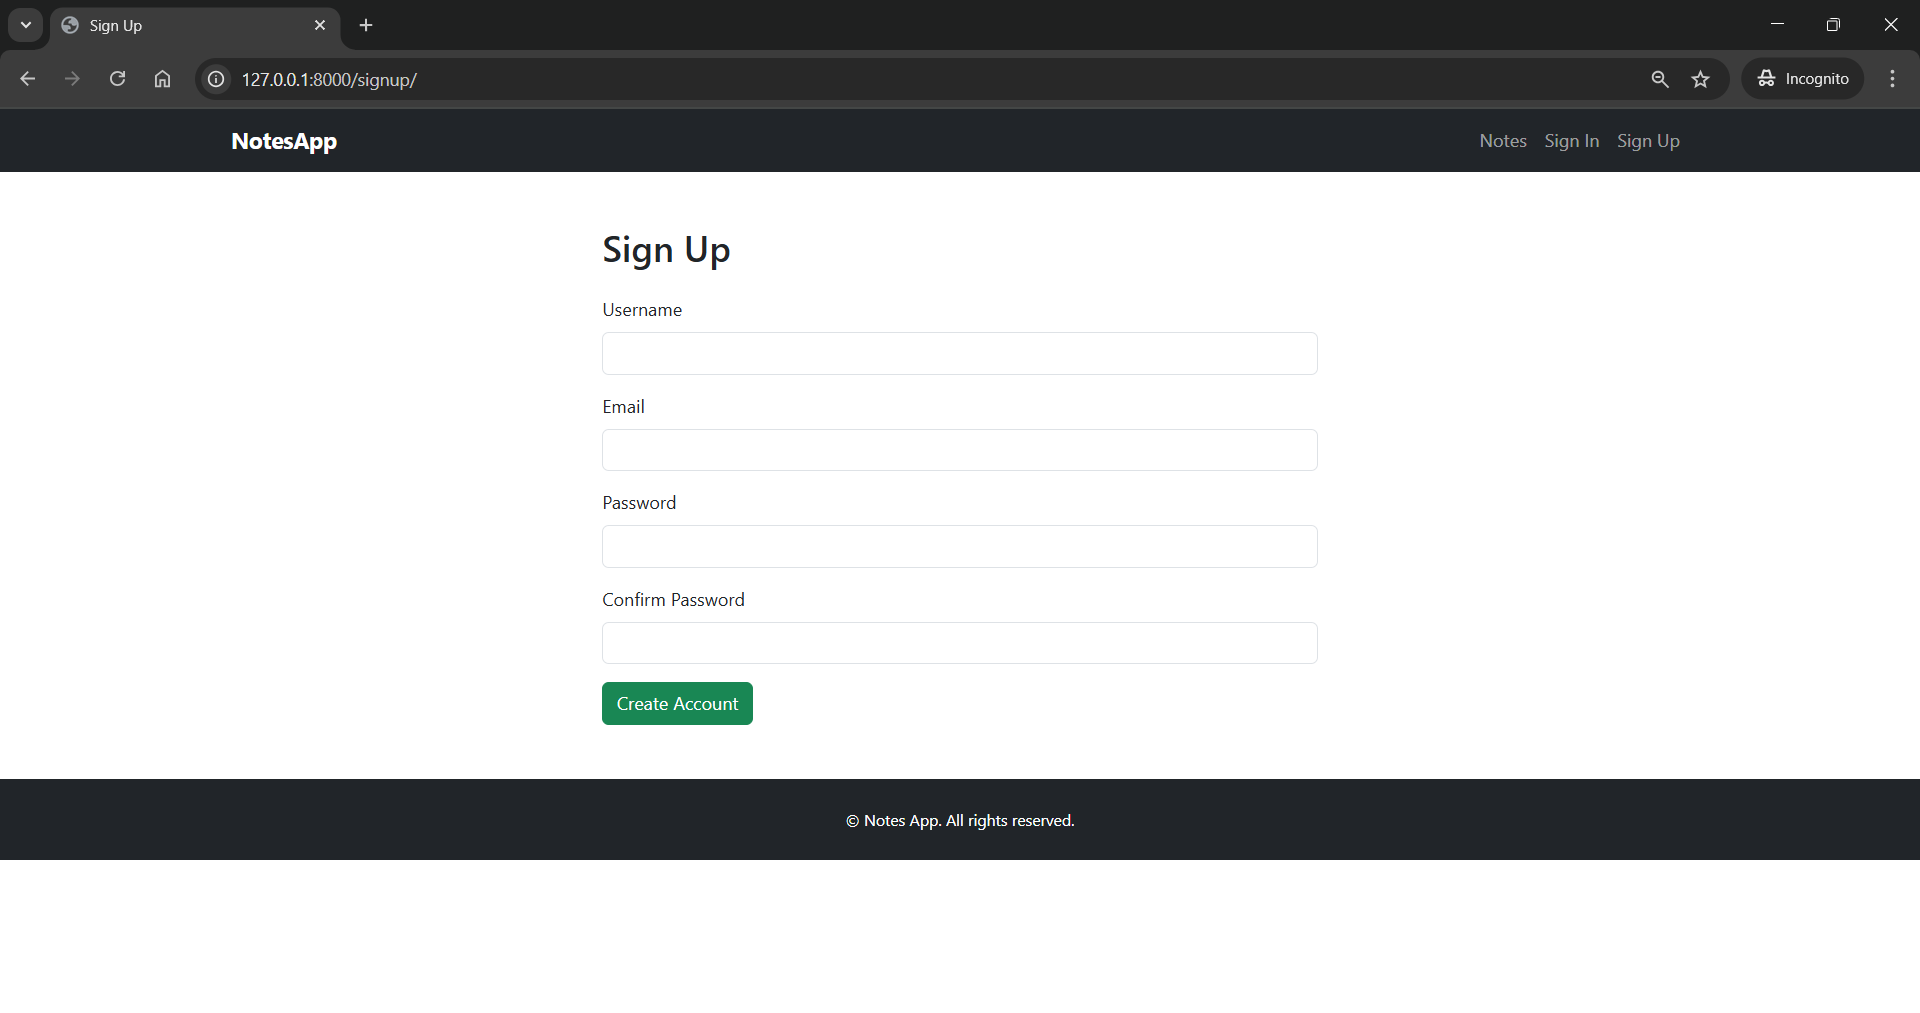 Sign Up
127.0.0.1:8000/signup/
Incognito
NotesApp
Notes Sign In Sign Up
Sign Up
Username
Email
Password
Confirm Password
Create Account
© Notes App. All rights reserved.